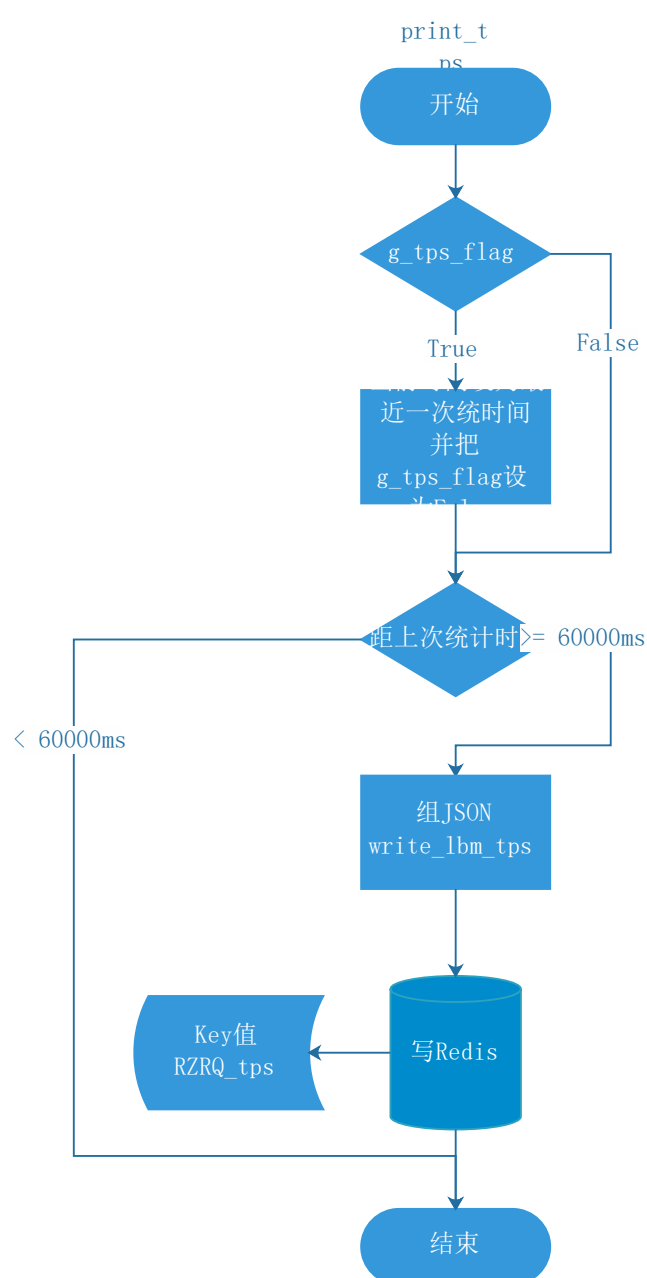 print_t
ps
开始
g_tps_flag
True
False
近一次统时间
并把
g_tps_flag设
距上次统计时
>= 60000ms
< 60000ms
组JSON
write_lbm_tps
写Redis
Key值
RZRQ_tps
结束